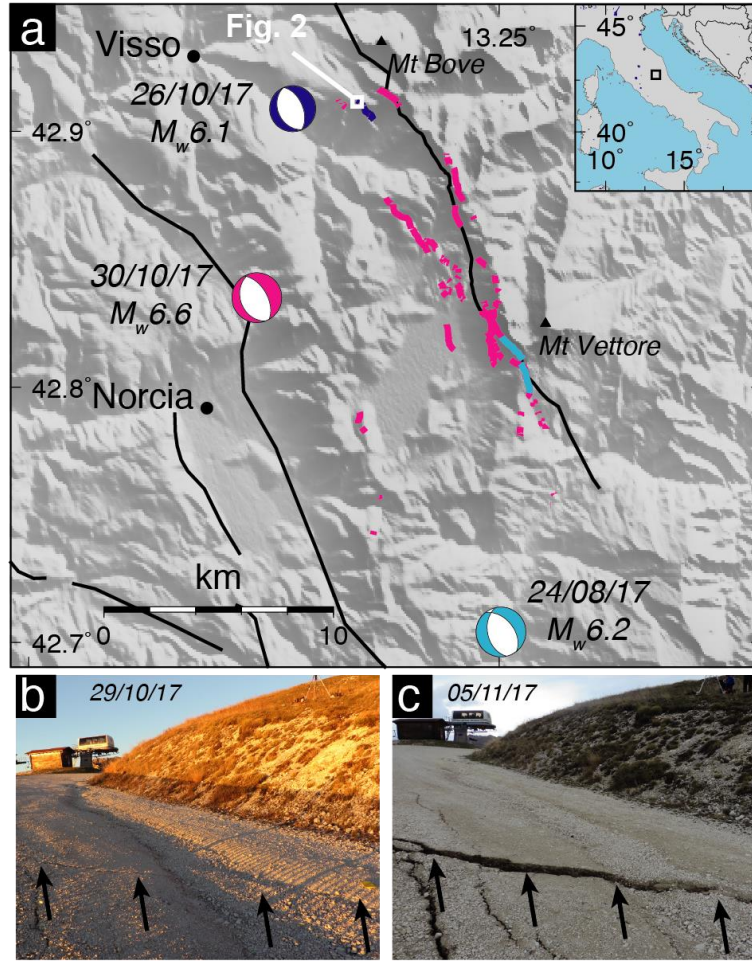 a
Visso
Fig. 2
13.25°
Mt Bove
26/10/17
Mw6.1
42.9°
30/10/17
Mw6.6
Mt Vettore
42.8°
Norcia
km
0
10
24/08/17
Mw6.2
42.7°
45°
40°
10°
15°
b
29/10/17
c
05/11/17